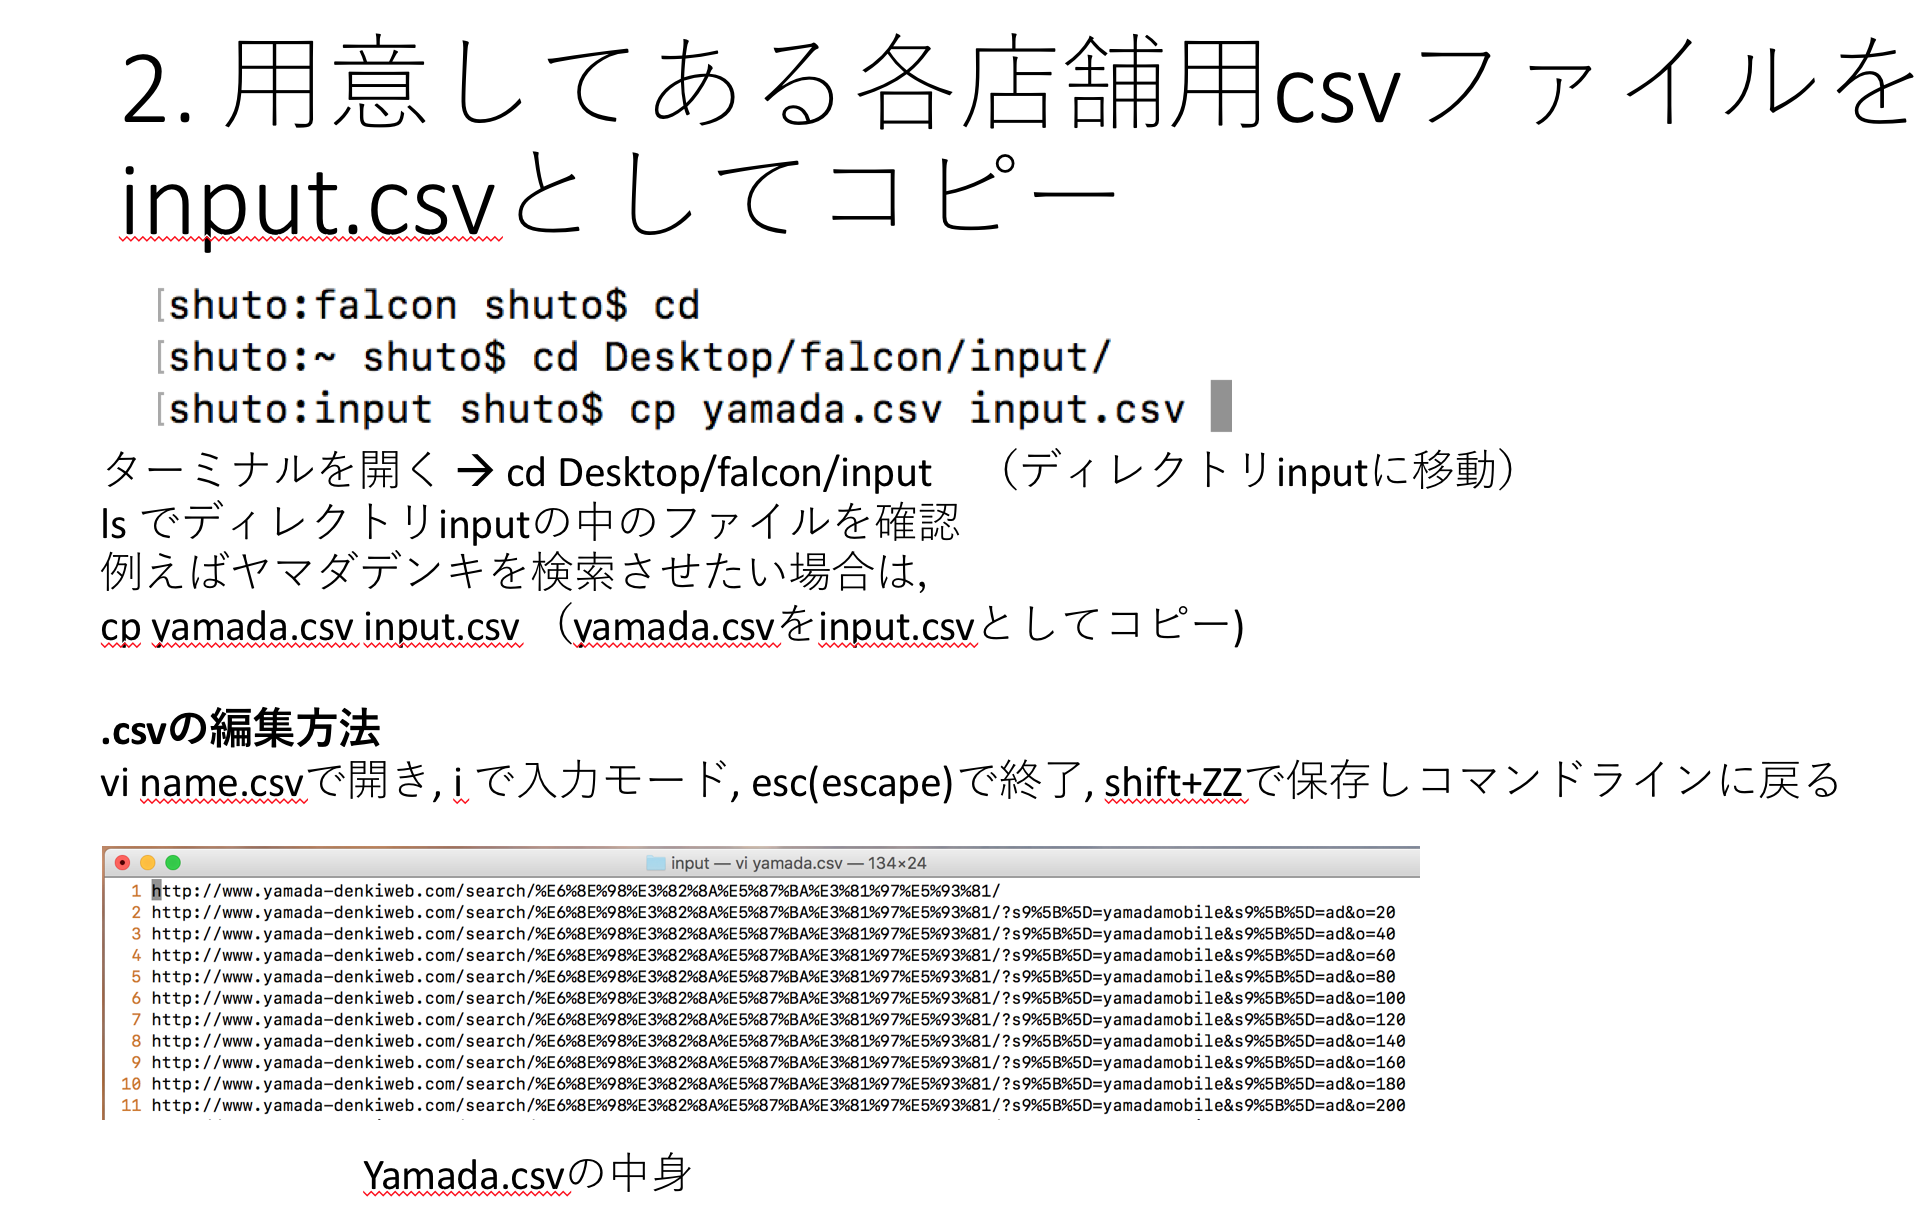 2. 用意してある各店舗用csvファイルを
input.csvとしてコピー
[shuto:falcon shuto$ cd
[shuto:~ shuto$ cd Desktop/falcon/input/
[shuto:input shuto$ cp yamada.csv input.csv
ターミナルを開く → cd Desktop/falcon/input （ディレクトリinputに移動）
ls でディレクトリinputの中のファイルを確認
例えばヤマダデンキを検索させたい場合は,
cp yamada.csv input.csv （yamada.csvをinput.csvとしてコピー)
.csvの編集方法
vi name.csvで開き, i で入力モード, esc(escape)で終了, shift+ZZで保存しコマンドラインに戻る
input — vi yamada.csv — 134×24
1 http://www.yamada-denkiweb.com/search/%E6%8E%98%E3%82%8A%E5%87%BA%E3%81%97%E5%93%81/
2 http://www.yamada-denkiweb.com/search/%E6%8E%98%E3%82%8A%E5%87%BA%E3%81%97%E5%93%81/?s9%5B%5D=yamadamobile&s9%5B%5D=ad&o=20
3 http://www.yamada-denkiweb.com/search/%E6%8E%98%E3%82%8A%E5%87%BA%E3%81%97%E5%93%81/?s9%5B%5D=yamadamobile&s9%5B%5D=ad&o=40
4 http://www.yamada-denkiweb.com/search/%E6%8E%98%E3%82%8A%E5%87%BA%E3%81%97%E5%93%81/?s9%5B%5D=yamadamobile&s9%5B%5D=ad&o=60
5 http://www.yamada-denkiweb.com/search/%E6%8E%98%E3%82%8A%E5%87%BA%E3%81%97%E5%93%81/?s9%5B%5D=yamadamobile&s9%5B%5D=ad&o=80
6 http://www.yamada-denkiweb.com/search/%E6%8E%98%E3%82%8A%E5%87%BA%E3%81%97%E5%93%81/?s9%5B%5D=yamadamobile&s9%5B%5D=ad&o=100
7 http://www.yamada-denkiweb.com/search/%E6%8E%98%E3%82%8A%E5%87%BA%E3%81%97%E5%93%81/?s9%5B%5D=yamadamobile&s9%5B%5D=ad&o=120
8 http://www.yamada-denkiweb.com/search/%E6%8E%98%E3%82%8A%E5%87%BA%E3%81%97%E5%93%81/?s9%5B%5D=yamadamobile&s9%5B%5D=ad&o=140
9 http://www.yamada-denkiweb.com/search/%E6%8E%98%E3%82%8A%E5%87%BA%E3%81%97%E5%93%81/?s9%5B%5D=yamadamobile&s9%5B%5D=ad&o=160
10 http://www.yamada-denkiweb.com/search/%E6%8E%98%E3%82%8A%E5%87%BA%E3%81%97%E5%93%81/?s9%5B%5D=yamadamobile&s9%5B%5D=ad&o=180
11 http://www.yamada-denkiweb.com/search/%E6%8E%98%E3%82%8A%E5%87%BA%E3%81%97%E5%93%81/?s9%5B%5D=yamadamobile&s9%5B%5D=ad&o=200
Yamada.csvの中身